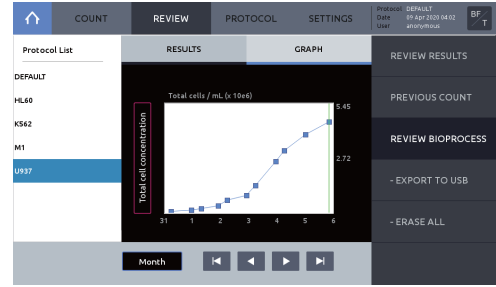 COUNT REVIEW PROTOCOL SETTINGS
Protocol DEFAULT
Date 09 Apr 2020 04:02
User anonymous
BF/T
Protocol List
RESULTS GRAPH
DEFAULT
HL60
K562
M1
U937
Total cells / mL (x 10e6)
Total cell concentration
5.45
2.72
31 1 2 3 4 5 6
Month
REVIEW RESULTS
PREVIOUS COUNT
REVIEW BIOPROCESS
- EXPORT TO USB
- ERASE ALL